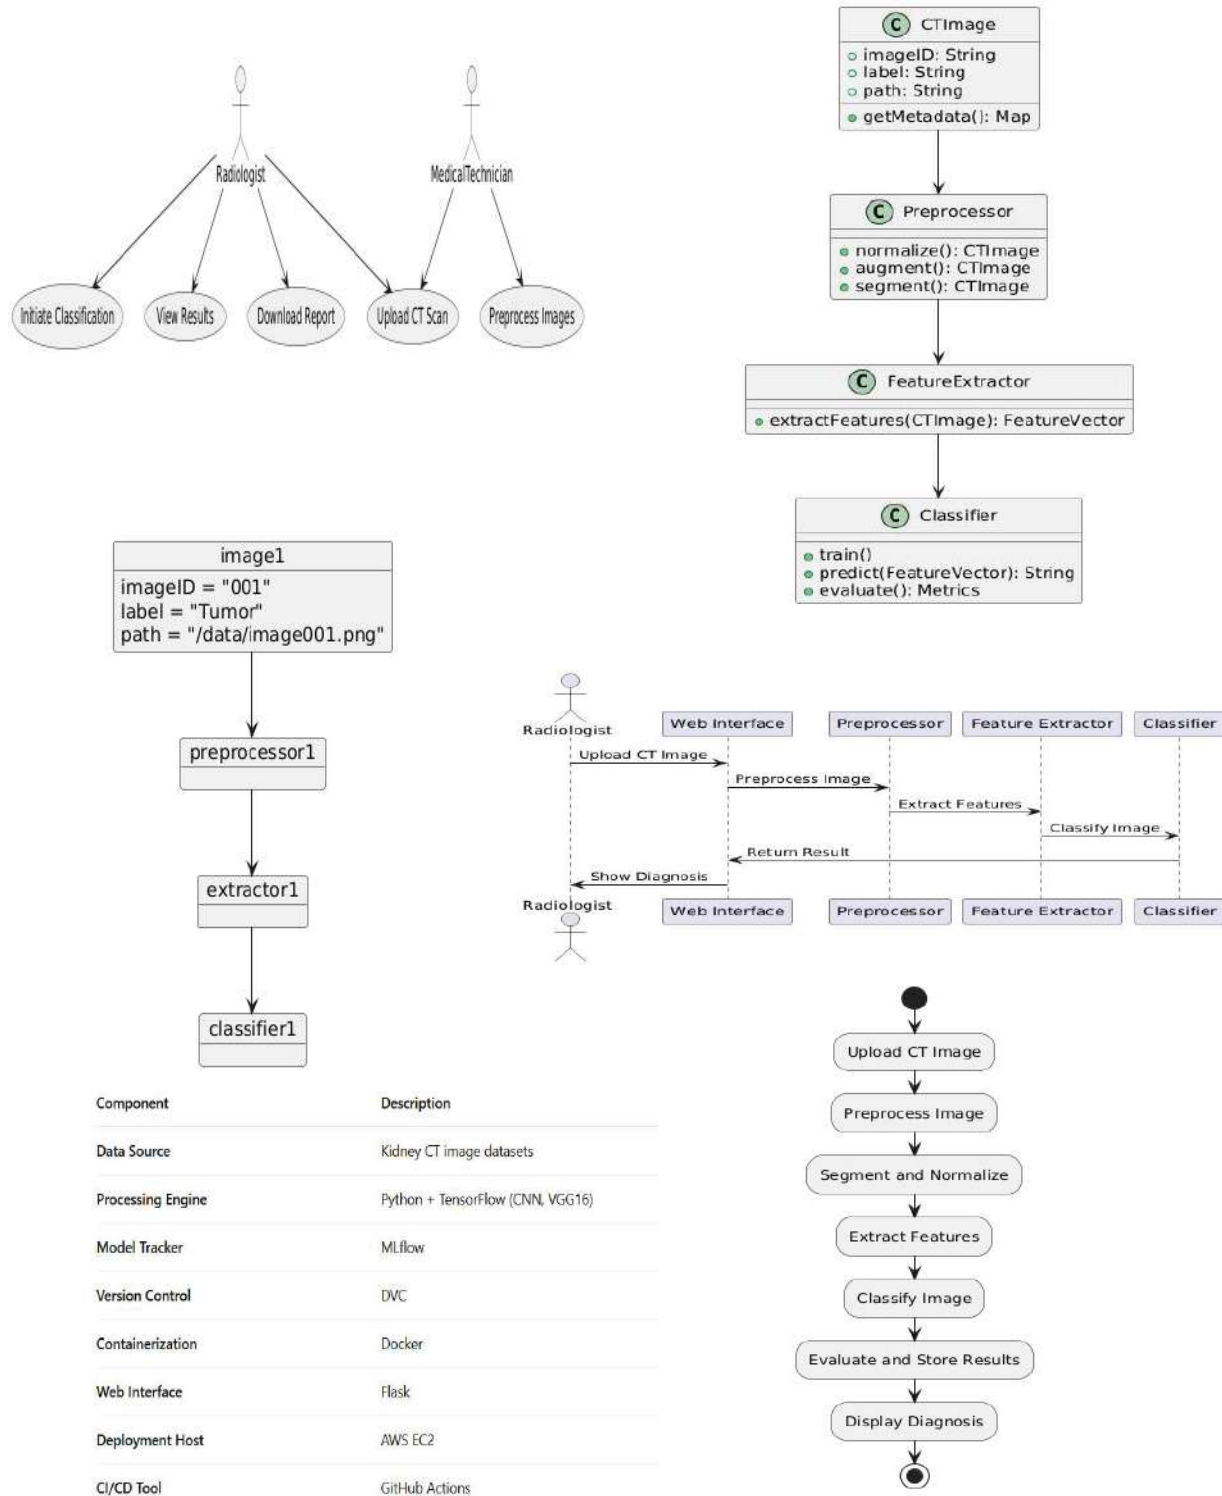 Radiologist
MedicalTechnician
Initiate Classification
View Results
Download Report
Upload CT Scan
Preprocess Images
C CTImage
imageID: String
label: String
path: String
getMetadata(): Map
C Preprocessor
normalize(): CTImage
augment(): CTImage
segment(): CTImage
C FeatureExtractor
extractFeatures(CTImage): FeatureVector
C Classifier
train()
predict(FeatureVector): String
evaluate(): Metrics
image1
imageID = "001"
label = "Tumor"
path = "/data/image001.png"
preprocessor1
extractor1
classifier1
Radiologist
Web Interface
Preprocessor
Feature Extractor
Classifier
Upload CT Image
Preprocess Image
Extract Features
Classify Image
Return Result
Show Diagnosis
Radiologist
Web Interface
Preprocessor
Feature Extractor
Classifier
Component Description
Data Source Kidney CT image datasets
Processing Engine Python + TensorFlow (CNN, VGG16)
Model Tracker MLflow
Version Control DVC
Containerization Docker
Web Interface Flask
Deployment Host AWS EC2
CI/CD Tool GitHub Actions
Upload CT Image
Preprocess Image
Segment and Normalize
Extract Features
Classify Image
Evaluate and Store Results
Display Diagnosis